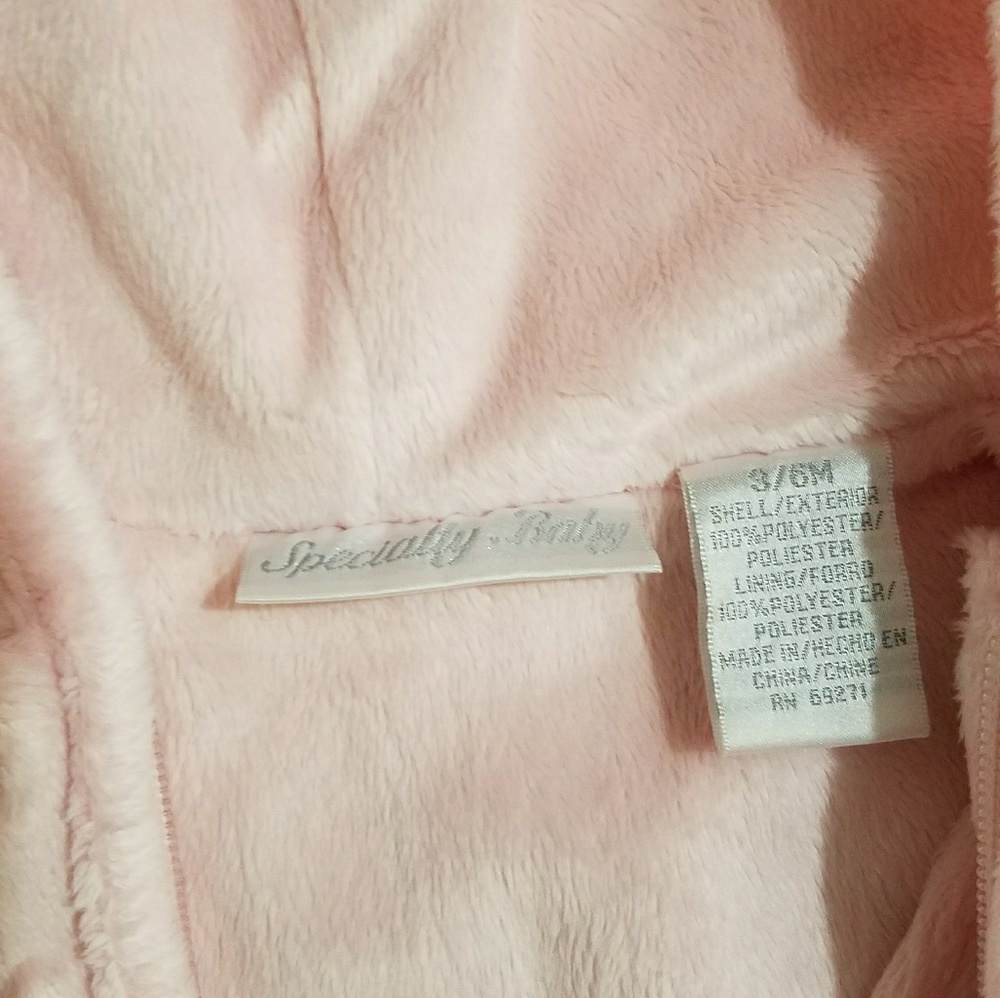 Specialty Baby
3/6M
SHELL/EXTERIOR
100%POLYESTER/
POLIESTER
LINING/FORRO
100%POLYESTER/
POLIESTER
MADE IN/HECHO EN
CHINA/CHINE
RN 69271